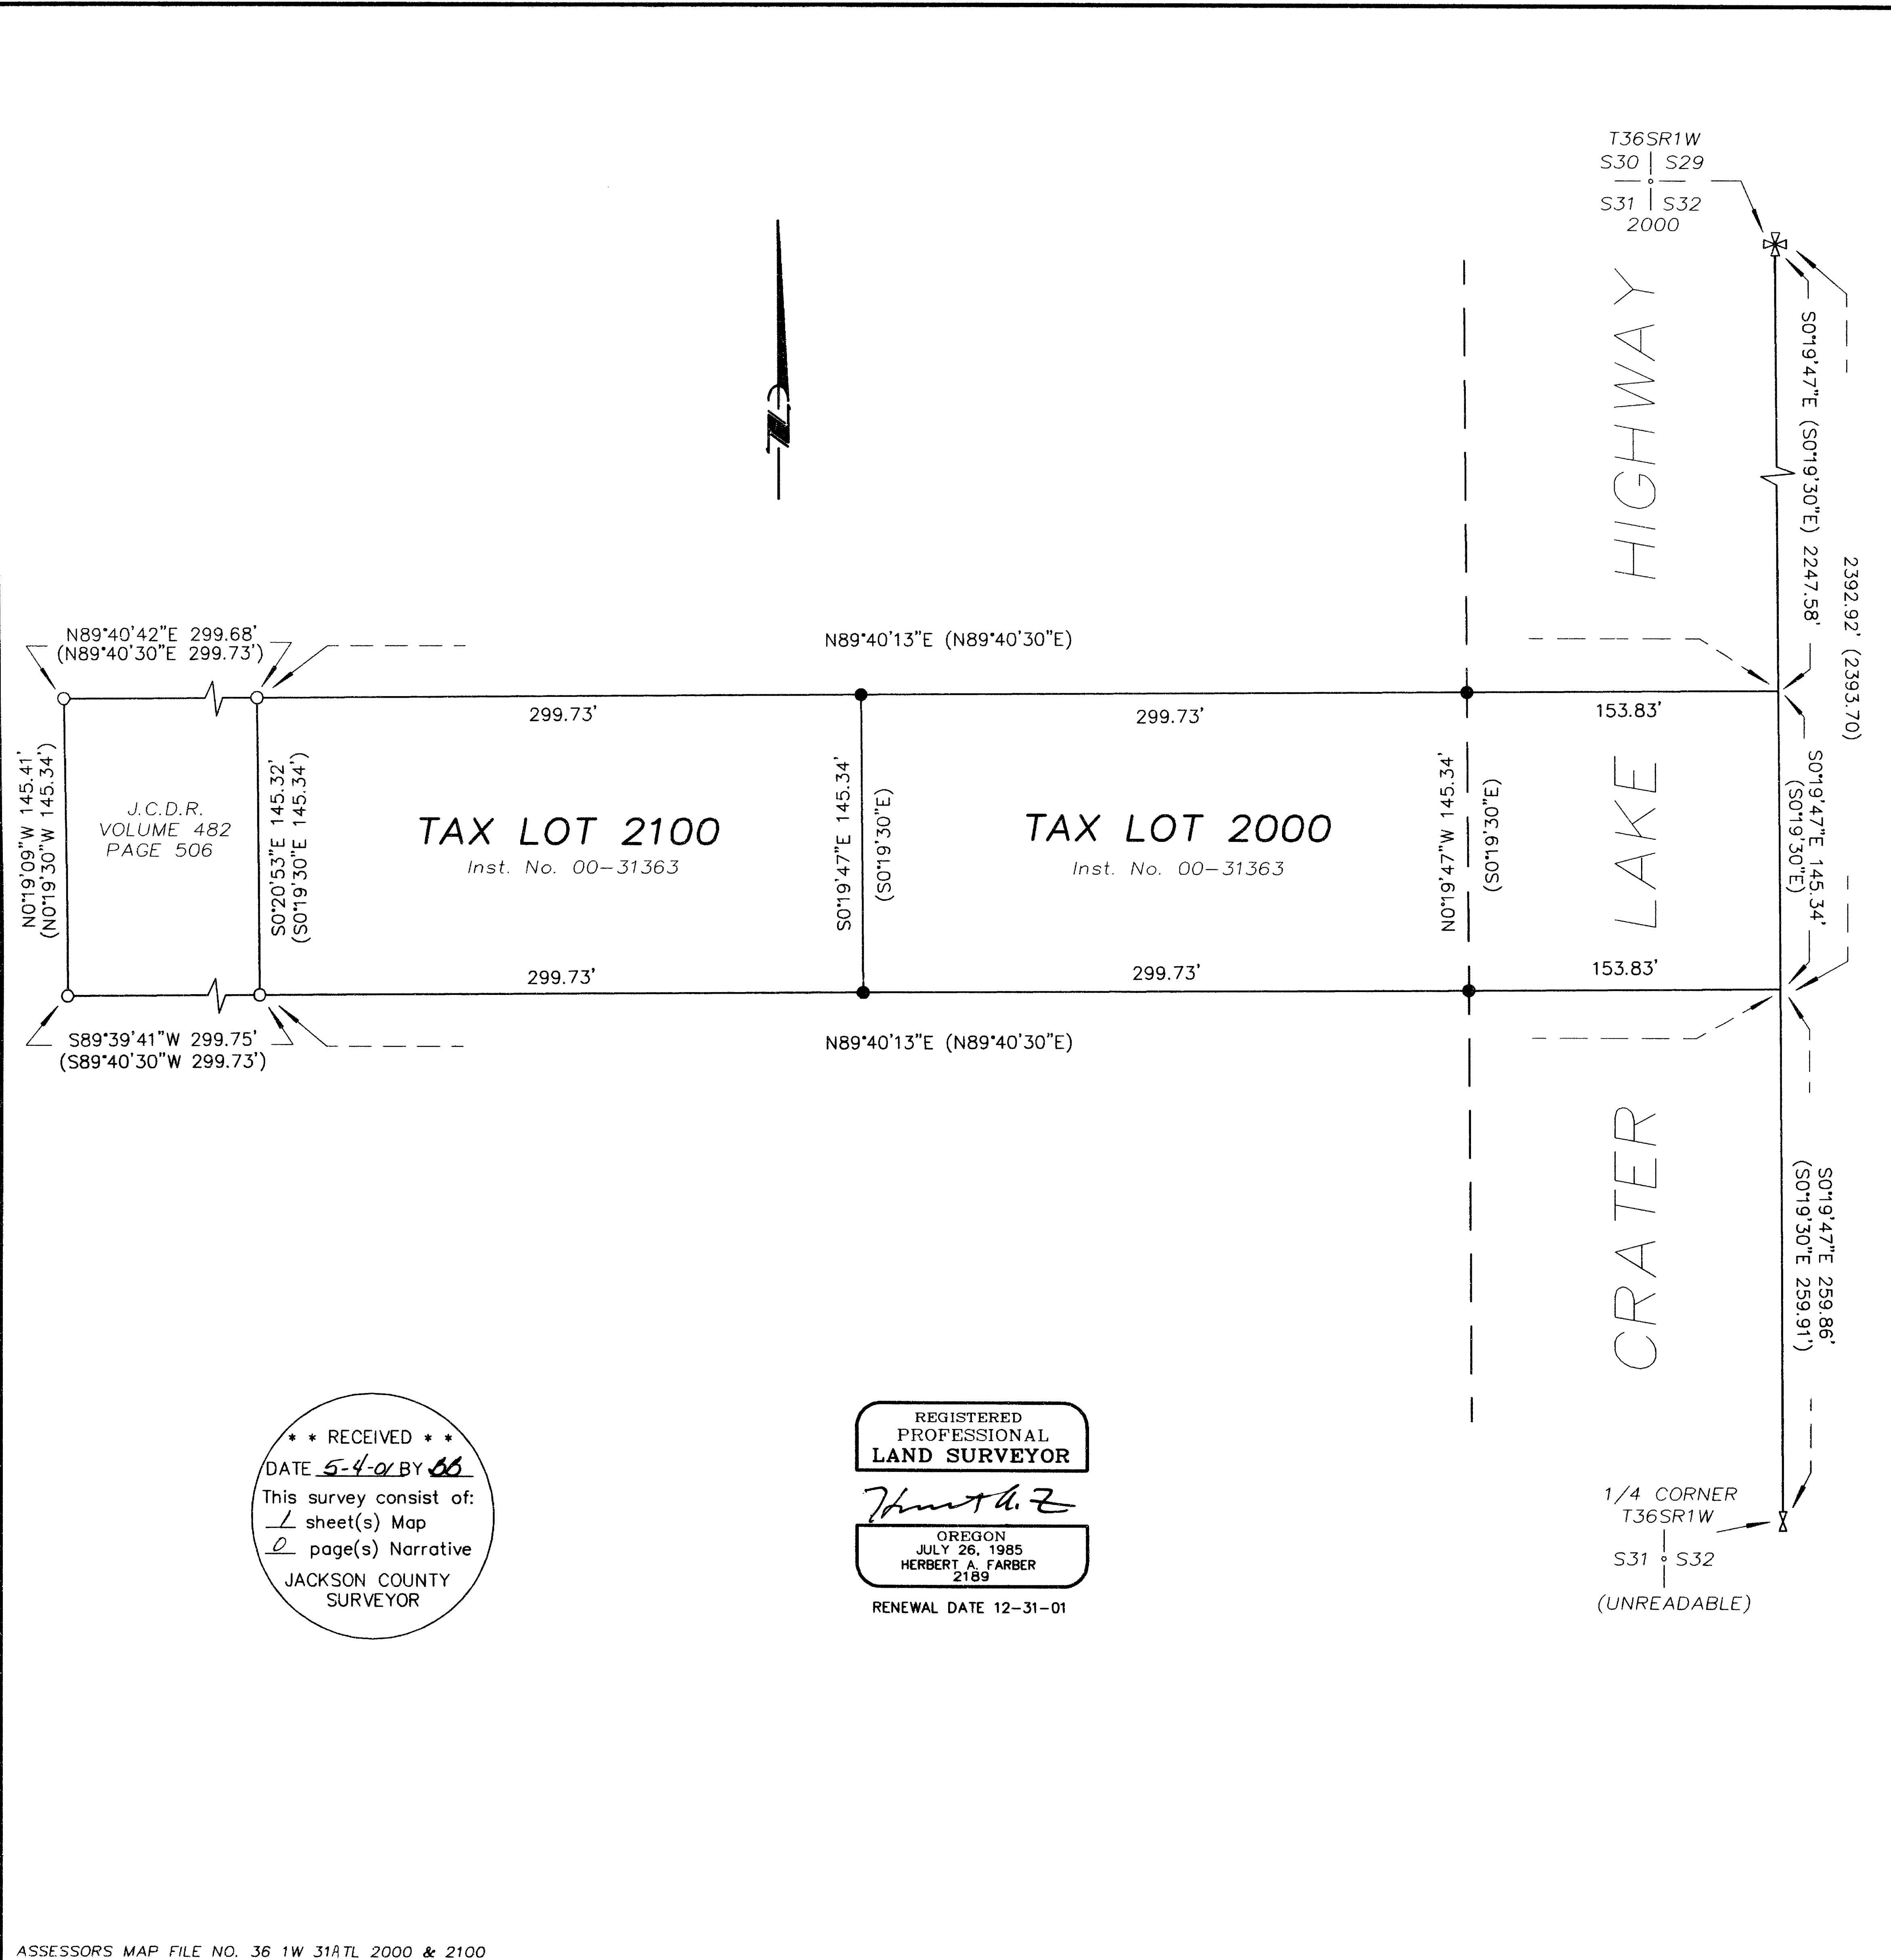 T36SR1W
S30 S29
S31 S32
2000
HIGHWAY
S0°19'47"E (S0°19'30"E) 2247.58'
2392.92' (2393.70)
N89°40'42"E 299.68'
(N89°40'30"E 299.73')
N89°40'13"E (N89°40'30"E)
299.73'
299.73'
153.83'
N0°19'09"W 145.41'
(N0°19'30"W 145.34')
J.C.D.R.
VOLUME 482
PAGE 506
S0°20'53"E 145.32'
(S0°19'30"E 145.34')
TAX LOT 2100
Inst. No. 00-31363
S0°19'47"E 145.34'
(S0°19'30"E)
TAX LOT 2000
Inst. No. 00-31363
N0°19'47"W 145.34'
(S0°19'30"E)
LAKE
S0°19'47"E 145.34'
(S0°19'30"E)
299.73'
299.73'
153.83'
S89°39'41"W 299.75'
(S89°40'30"W 299.73')
N89°40'13"E (N89°40'30"E)
CRATER
S0°19'47"E 259.86'
(S0°19'30"E 259.91')
* * RECEIVED * *
DATE 5-4-01 BY BB
This survey consist of:
1 sheet(s) Map
0 page(s) Narrative
JACKSON COUNTY
SURVEYOR
REGISTERED
PROFESSIONAL
LAND SURVEYOR
OREGON
JULY 26, 1985
HERBERT A. FARBER
2189
RENEWAL DATE 12-31-01
1/4 CORNER
T36SR1W
S31 S32
(UNREADABLE)
ASSESSORS MAP FILE NO. 36 1W 31A TL 2000 & 2100